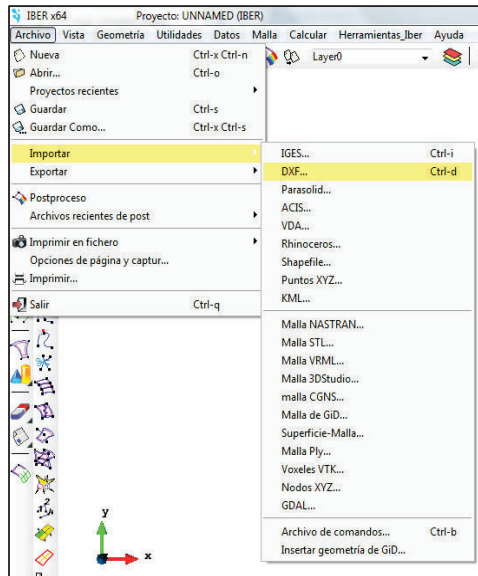 IBER x64 Proyecto: UNNAMED (IBER)
Archivo Vista Geometría Utilidades Datos Malla Calcular Herramientas_Iber Ayuda
Nueva Ctrl-x Ctrl-n
Layer0
Abrir... Ctrl-o
Proyectos recientes
Guardar Ctrl-s
Guardar Como... Ctrl-x Ctrl-s
Importar
Exportar
Postproceso
Archivos recientes de post
Imprimir en fichero
Opciones de página y captur...
Imprimir...
Salir Ctrl-q
IGES... Ctrl-i
DXF... Ctrl-d
Parasolid...
ACIS...
VDA...
Rhinoceros...
Shapefile...
Puntos XYZ...
KML...
Malla NASTRAN...
Malla STL...
Malla VRML...
Malla 3DStudio...
malla CGNS...
Malla de GiD...
Superficie-Malla...
Malla Ply...
Voxeles VTK...
Nodos XYZ...
GDAL...
Archivo de comandos... Ctrl-b
Insertar geometría de GiD...
y
x